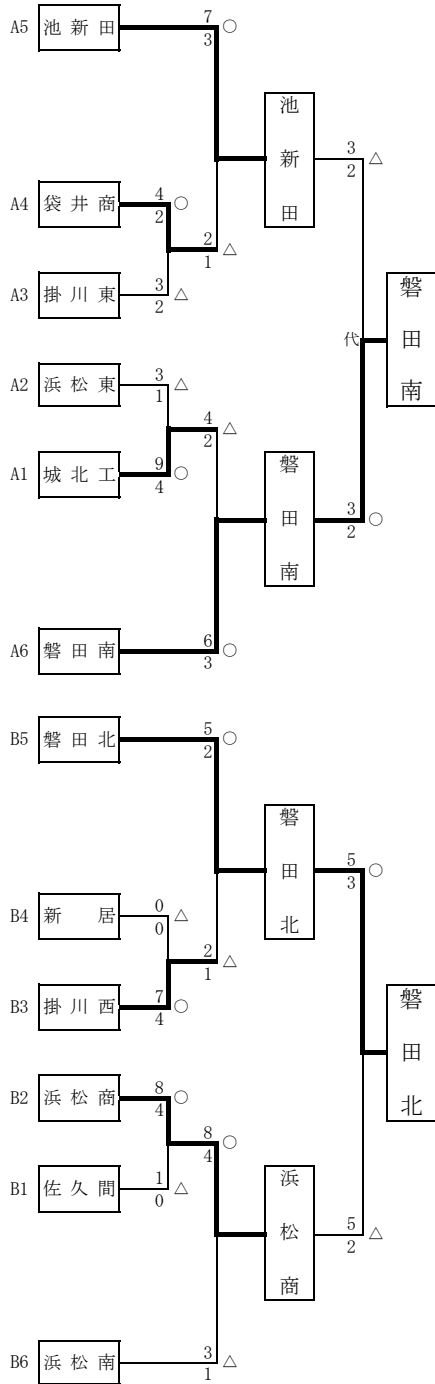 A5 池新田 7 3 ○
池新田 3 2 △
A4 袋井商 4 2 ○
2 1 △
A3 掛川東 3 2 △
代 磐田南
A2 浜松東 3 1 △
4 2 △
A1 城北工 9 4 ○
磐田南 3 2 ○
A6 磐田南 6 3 ○
B5 磐田北 5 2 ○
磐田北 5 3 ○
B4 新居 0 0 △
2 1 △
B3 掛川西 7 4 ○
磐田北
B2 浜松商 8 4 ○
8 4 ○
B1 佐久間 1 0 △
浜松商 5 2 △
B6 浜松南 3 1 △